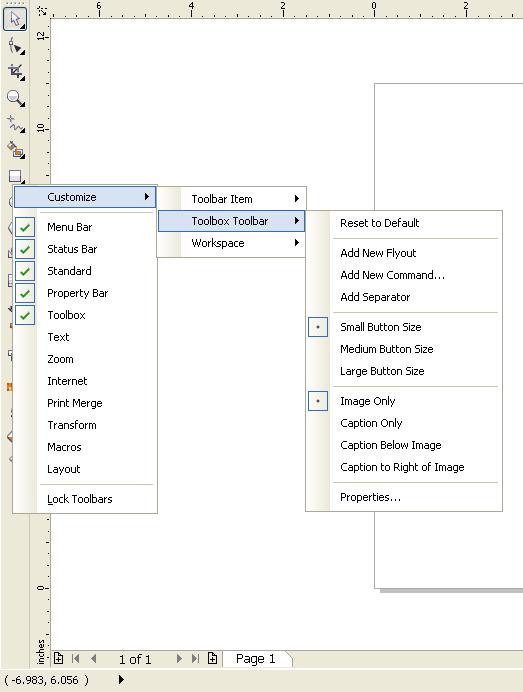 6 4 2 0 2
12
10
0
inches
Customize
Menu Bar
Status Bar
Standard
Property Bar
Toolbox
Text
Zoom
Internet
Print Merge
Transform
Macros
Layout
Lock Toolbars
Toolbar Item
Toolbox Toolbar
Workspace
Reset to Default
Add New Flyout
Add New Command...
Add Separator
Small Button Size
Medium Button Size
Large Button Size
Image Only
Caption Only
Caption Below Image
Caption to Right of Image
Properties...
1 of 1
Page 1
( -6.983, 6.056 )